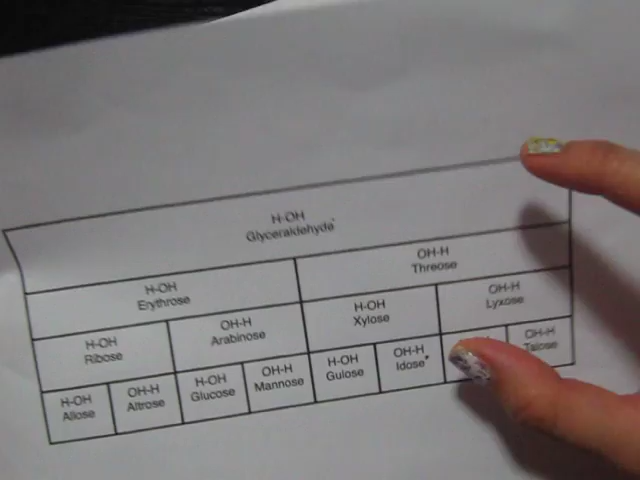 H-OH
Glyceraldehyde*
H-OH
Erythrose
OH-H
Threose
H-OH
Ribose
OH-H
Arabinose
H-OH
Xylose
OH-H
Lyxose
H-OH
Allose
OH-H
Altrose
H-OH
Glucose
OH-H
Mannose
H-OH
Gulose
OH-H
Idose*
OH-H
Talose